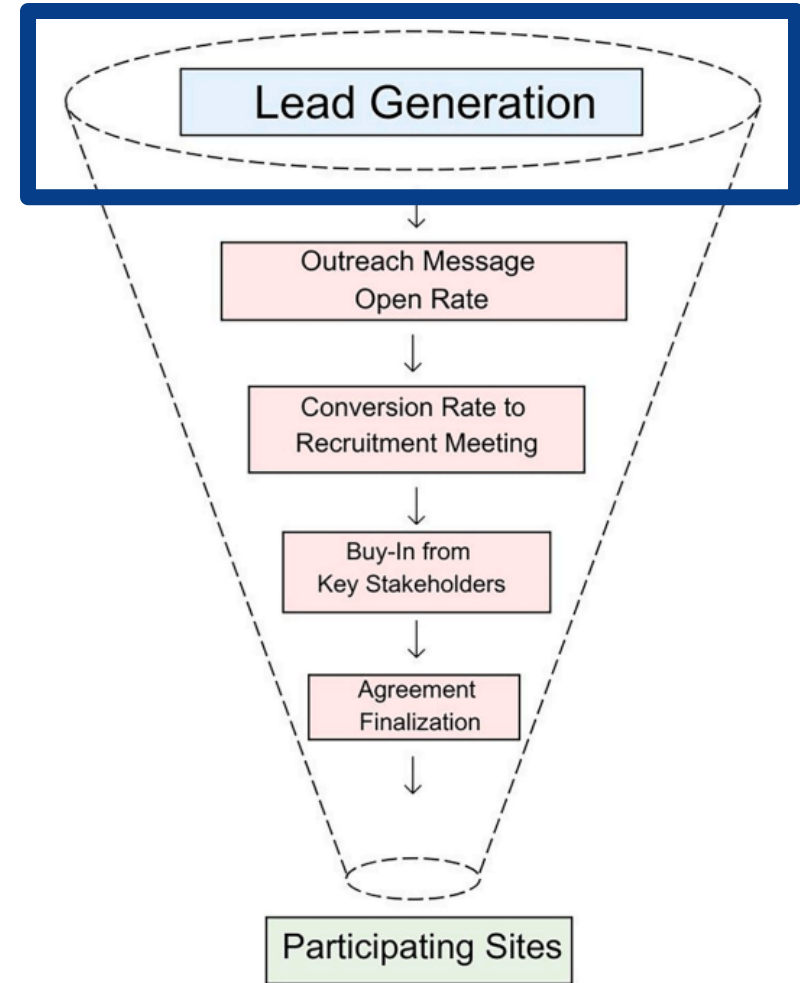 Lead Generation
Outreach Message
Open Rate
Conversion Rate to
Recruitment Meeting
Buy-In from
Key Stakeholders
Agreement
Finalization
Participating Sites